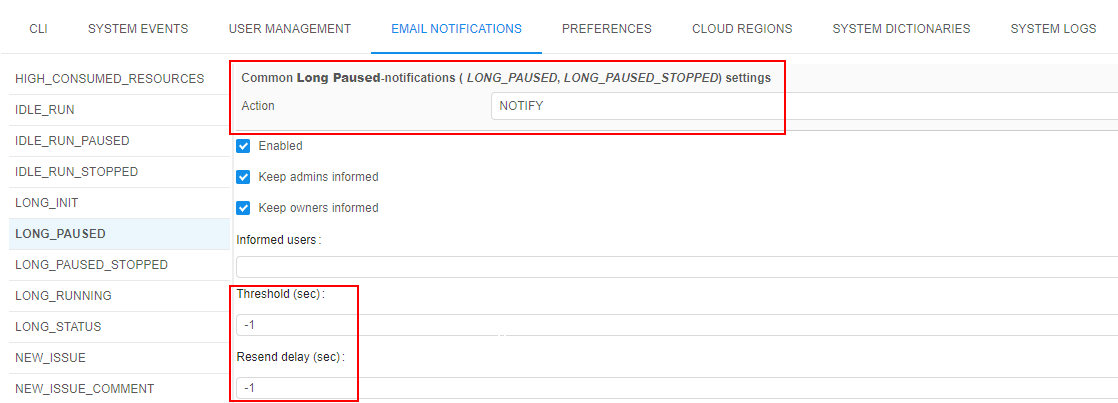 CLI SYSTEM EVENTS USER MANAGEMENT EMAIL NOTIFICATIONS PREFERENCES CLOUD REGIONS SYSTEM DICTIONARIES SYSTEM LOGS
HIGH_CONSUMED_RESOURCES
IDLE_RUN
IDLE_RUN_PAUSED
IDLE_RUN_STOPPED
LONG_INIT
LONG_PAUSED
LONG_PAUSED_STOPPED
LONG_RUNNING
LONG_STATUS
NEW_ISSUE
NEW_ISSUE_COMMENT
Common Long Paused-notifications ( LONG_PAUSED, LONG_PAUSED_STOPPED) settings
Action NOTIFY
Enabled
Keep admins informed
Keep owners informed
Informed users:
Threshold (sec):
-1
Resend delay (sec):
-1